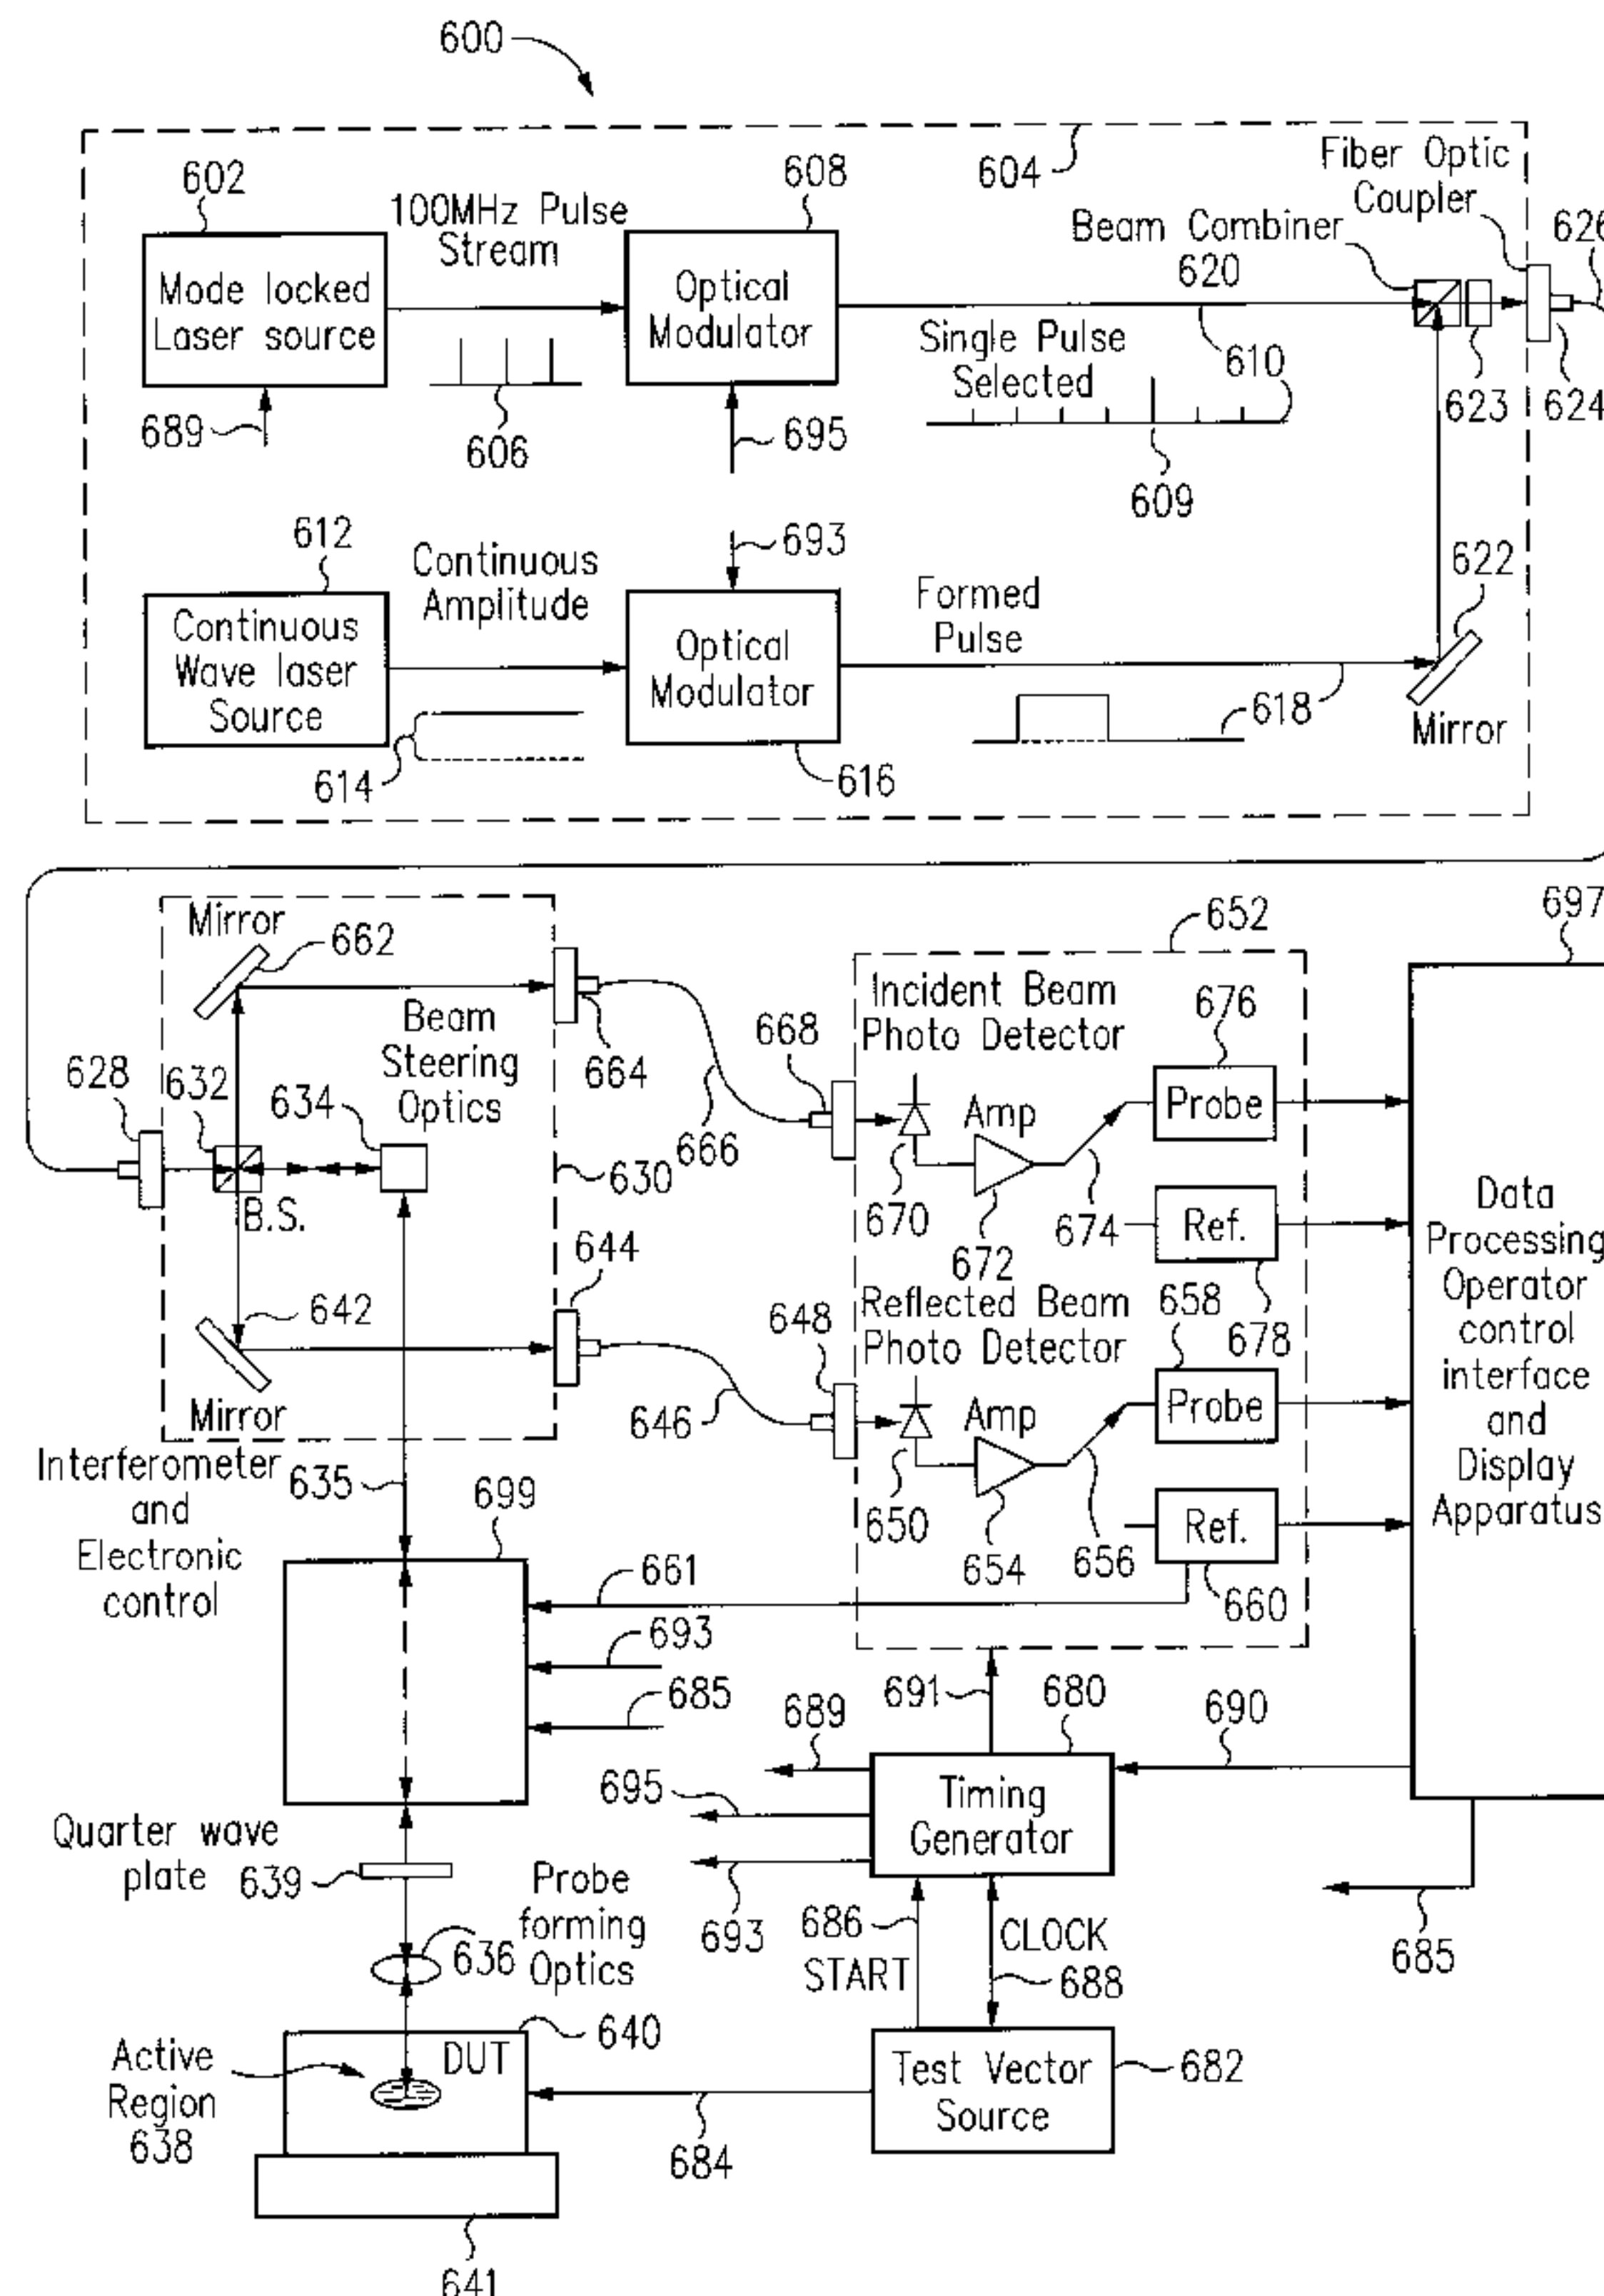 600
604
Fiber Optic
Coupler
626
602
100MHz Pulse
Stream
608
Beam Combiner
620
Mode locked
Laser source
Optical
Modulator
Single Pulse
Selected
610
623
624
689
606
695
609
612
Continuous
Amplitude
693
622
Continuous
Wave laser
Source
Optical
Modulator
Formed
Pulse
618
Mirror
614
616
Mirror
662
652
697
Beam
Steering
Optics
664
668
Incident Beam
Photo Detector
676
Probe
628
632
634
666
Amp
630
B.S.
670
672
674
Ref.
678
Data
Processing
Operator
control
interface
and
Display
Apparatus
644
642
648
Reflected Beam
Photo Detector
658
Probe
Mirror
646
Amp
650
654
656
Ref.
660
Interferometer
and
Electronic
control
635
699
661
693
685
691
680
690
689
695
693
Timing
Generator
Quarter wave
plate 639
Probe
forming
Optics
636
686
START
CLOCK
688
685
640
DUT
Active
Region
638
684
Test Vector
Source
682
641